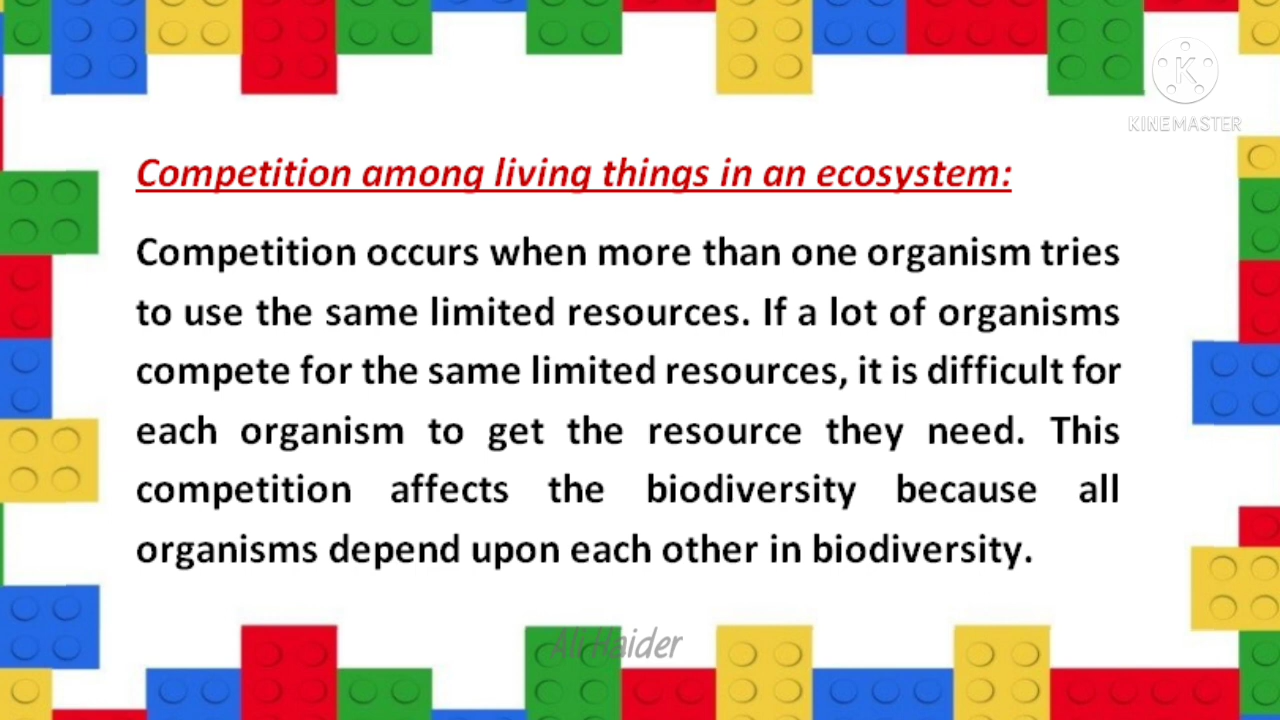 KINEMASTER
Competition among living things in an ecosystem:
Competition occurs when more than one organism tries
to use the same limited resources. If a lot of organisms
compete for the same limited resources, it is difficult for
each organism to get the resource they need. This
competition affects the biodiversity because all
organisms depend upon each other in biodiversity.
Ali Haider